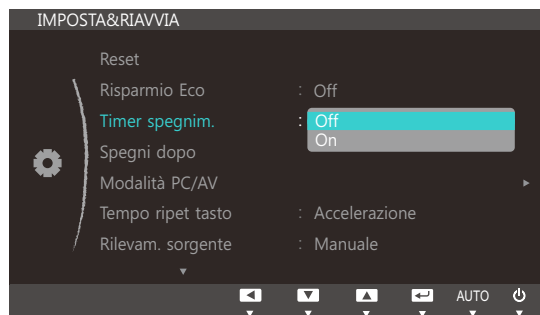 IMPOSTA&RIAVVIA
Reset
Risparmio Eco : Off
Timer spegnim. : Off
On
Spegni dopo
Modalità PC/AV
Tempo ripet tasto : Accelerazione
Rilevam. sorgente : Manuale
AUTO